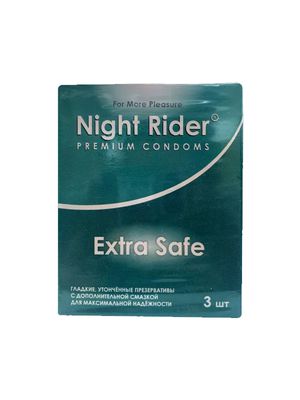 For More Pleasure
Night Rider®
PREMIUM CONDOMS
Extra Safe
ГЛАДКИЕ, УТОНЧЁННЫЕ ПРЕЗЕРВАТИВЫ
С ДОПОЛНИТЕЛЬНОЙ СМАЗКОЙ
ДЛЯ МАКСИМАЛЬНОЙ НАДЁЖНОСТИ
3 шт